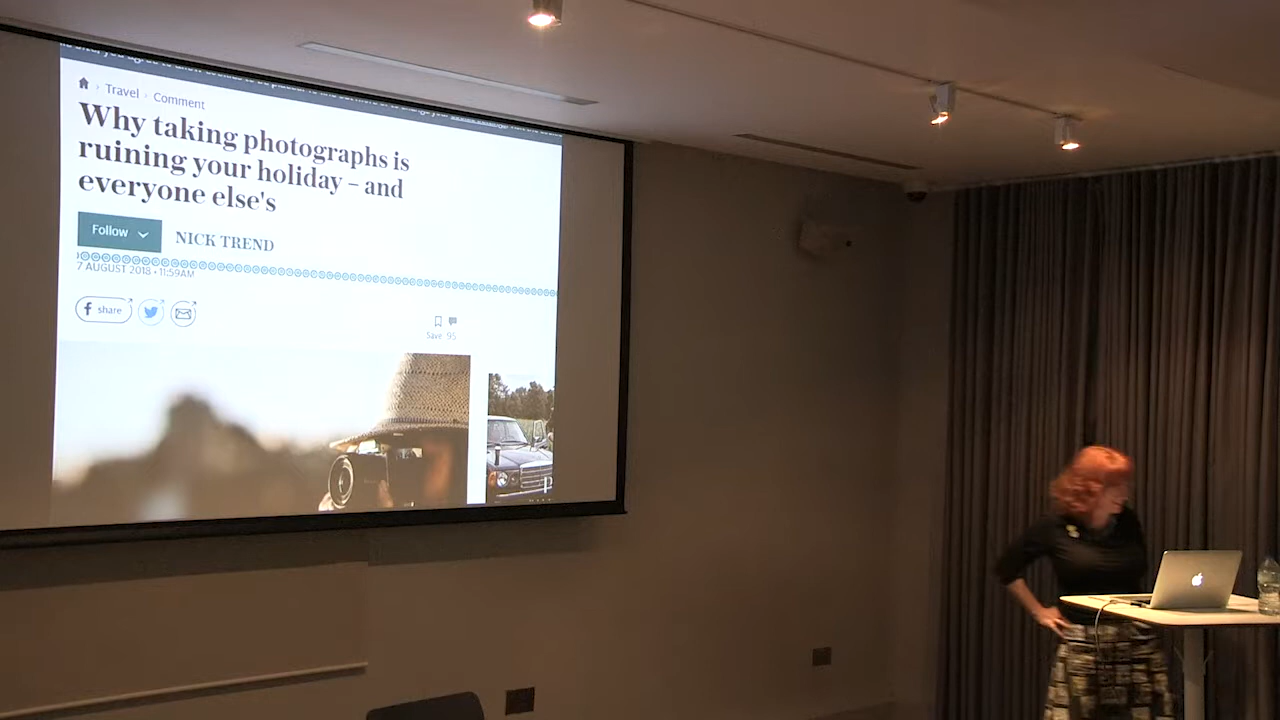 Travel › Comment
Why taking photographs is
ruining your holiday – and
everyone else's
Follow
NICK TREND
7 AUGUST 2018 • 11:59AM
share
Save 95